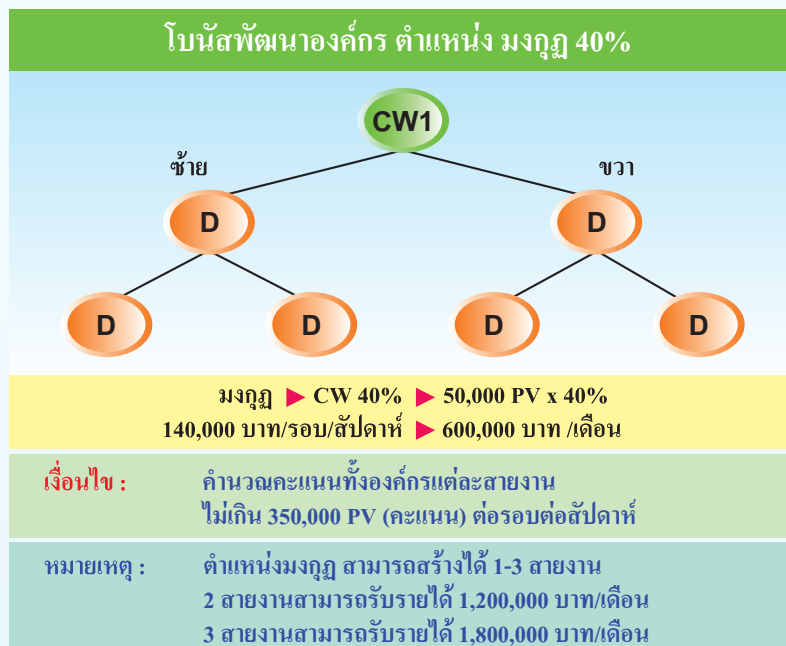 โบนัสพัฒนาองค์กร ตำแหน่ง มงกุฎ 40%
CW1
ซ้าย ขวา
D D
D D D D
มงกุฎ ▶ CW 40% ▶ 50,000 PV x 40%
140,000 บาท/รอบ/สัปดาห์ ▶ 600,000 บาท /เดือน
เงื่อนไข : คำนวณคะแนนทั้งองค์กรแต่ละสายงาน
ไม่เกิน 350,000 PV (คะแนน) ต่อรอบต่อสัปดาห์
หมายเหตุ : ตำแหน่งมงกุฎ สามารถสร้างได้ 1-3 สายงาน
2 สายงานสามารถรับรายได้ 1,200,000 บาท/เดือน
3 สายงานสามารถรับรายได้ 1,800,000 บาท/เดือน